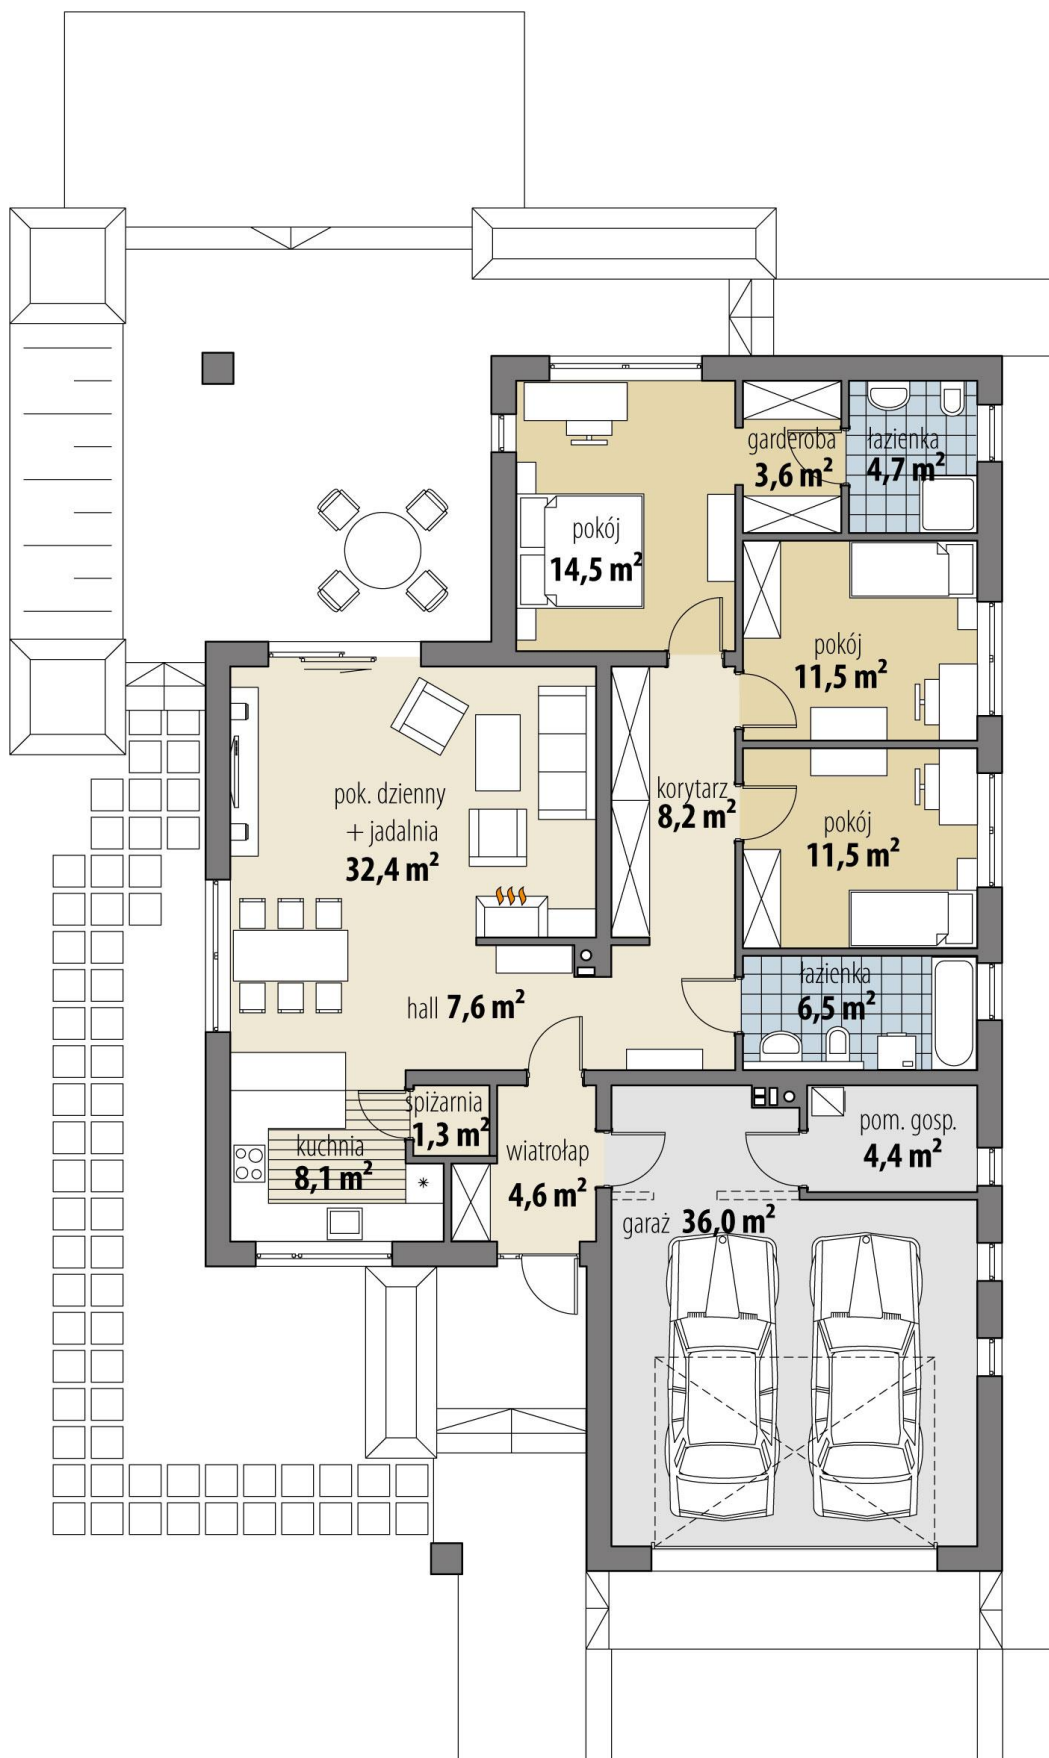 garderoba
3,6 m²
łazienka
4,7 m²
pokój
14,5 m²
pokój
11,5 m²
pok. dzienny
+ jadalnia
32,4 m²
korytarz
8,2 m²
pokój
11,5 m²
łazienka
6,5 m²
hall 7,6 m²
spiżarnia
1,3 m²
kuchnia
8,1 m²
wiatrołap
4,6 m²
pom. gosp.
4,4 m²
garaż 36,0 m²